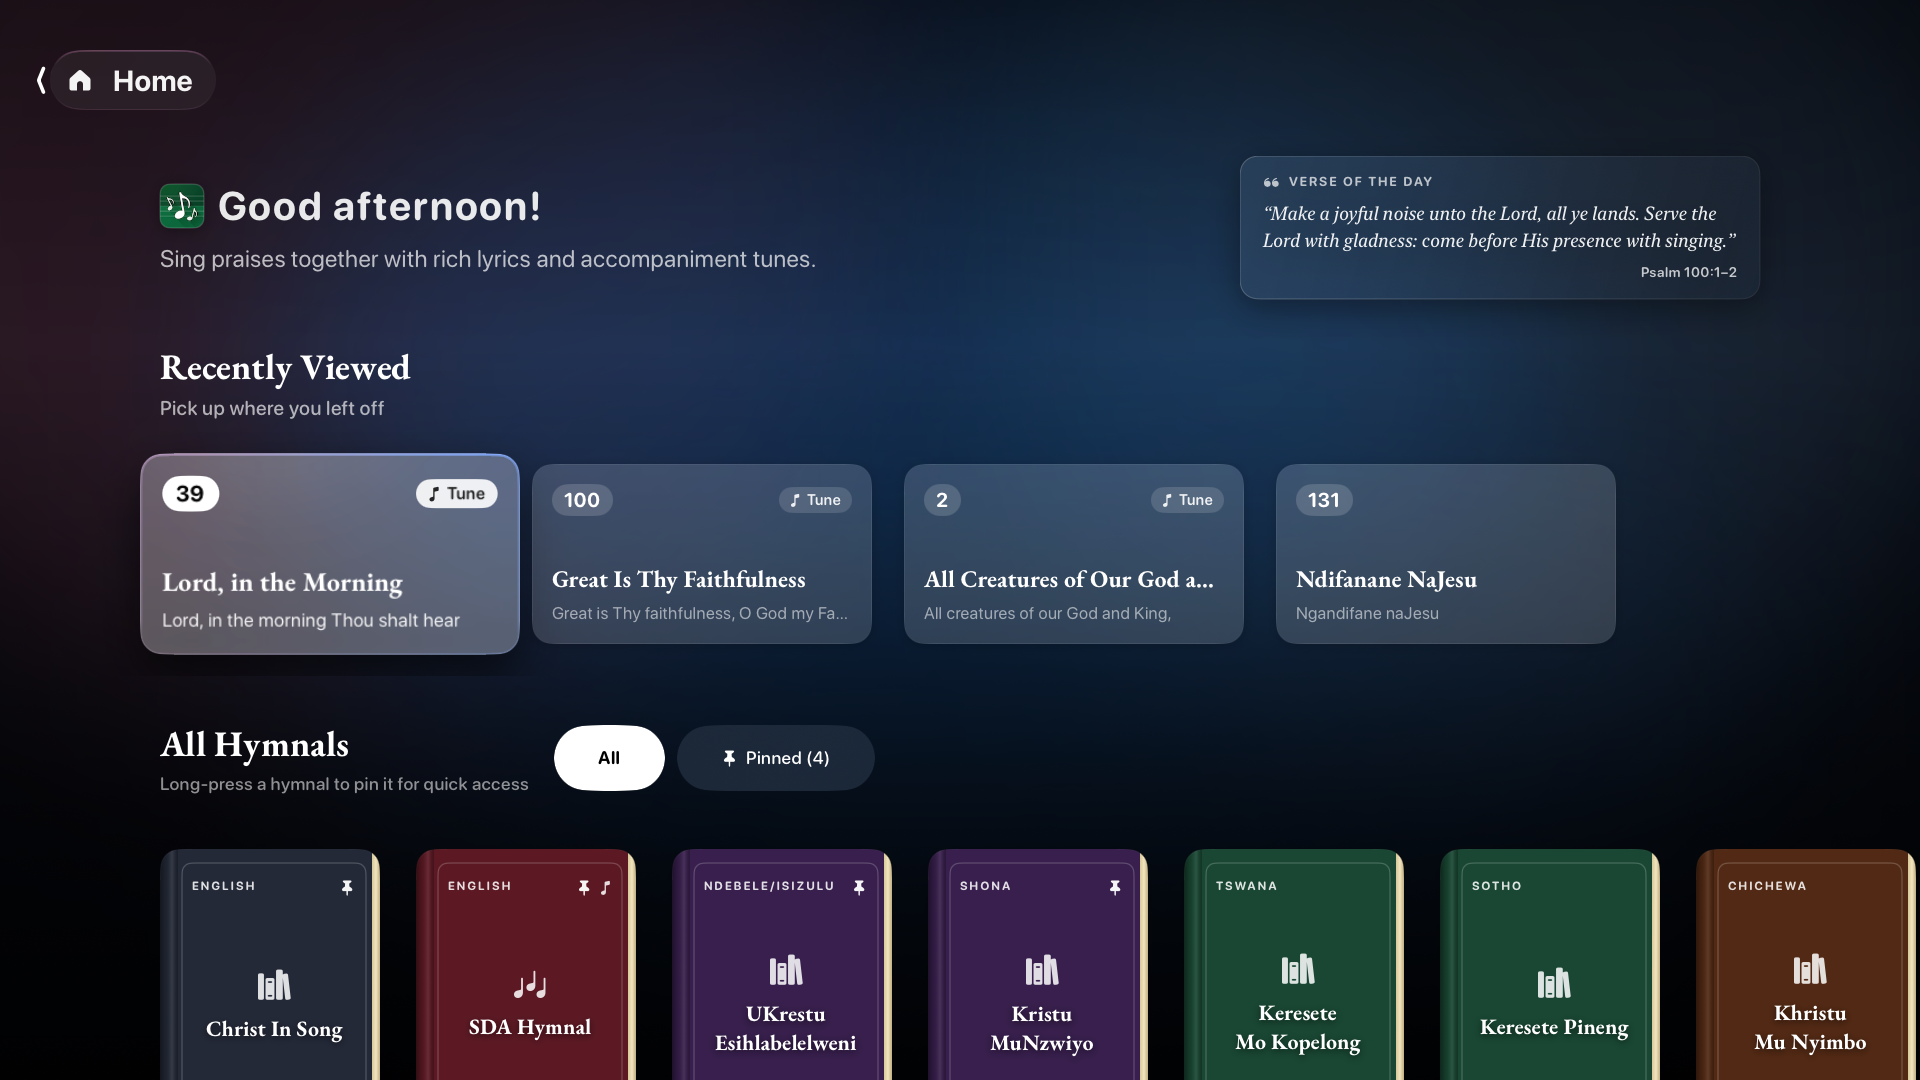 Home
Good afternoon!
Sing praises together with rich lyrics and accompaniment tunes.
VERSE OF THE DAY
“Make a joyful noise unto the Lord, all ye lands. Serve the
Lord with gladness: come before His presence with singing.”
Psalm 100:1–2
Recently Viewed
Pick up where you left off
39
Tune
Lord, in the Morning
Lord, in the morning Thou shalt hear
100
Tune
Great Is Thy Faithfulness
Great is Thy faithfulness, O God my Fa...
2
Tune
All Creatures of Our God a...
All creatures of our God and King,
131
Ndifanane NaJesu
Ngandifane naJesu
All Hymnals
Long-press a hymnal to pin it for quick access
All
Pinned (4)
ENGLISH
Christ In Song
ENGLISH
SDA Hymnal
NDEBELE/ISIZULU
UKrestu
Esihlabelelweni
SHONA
Kristu
MuNzwiyo
TSWANA
Keresete
Mo Kopelong
SOTHO
Keresete Pineng
CHICHEWA
Khristu
Mu Nyimbo